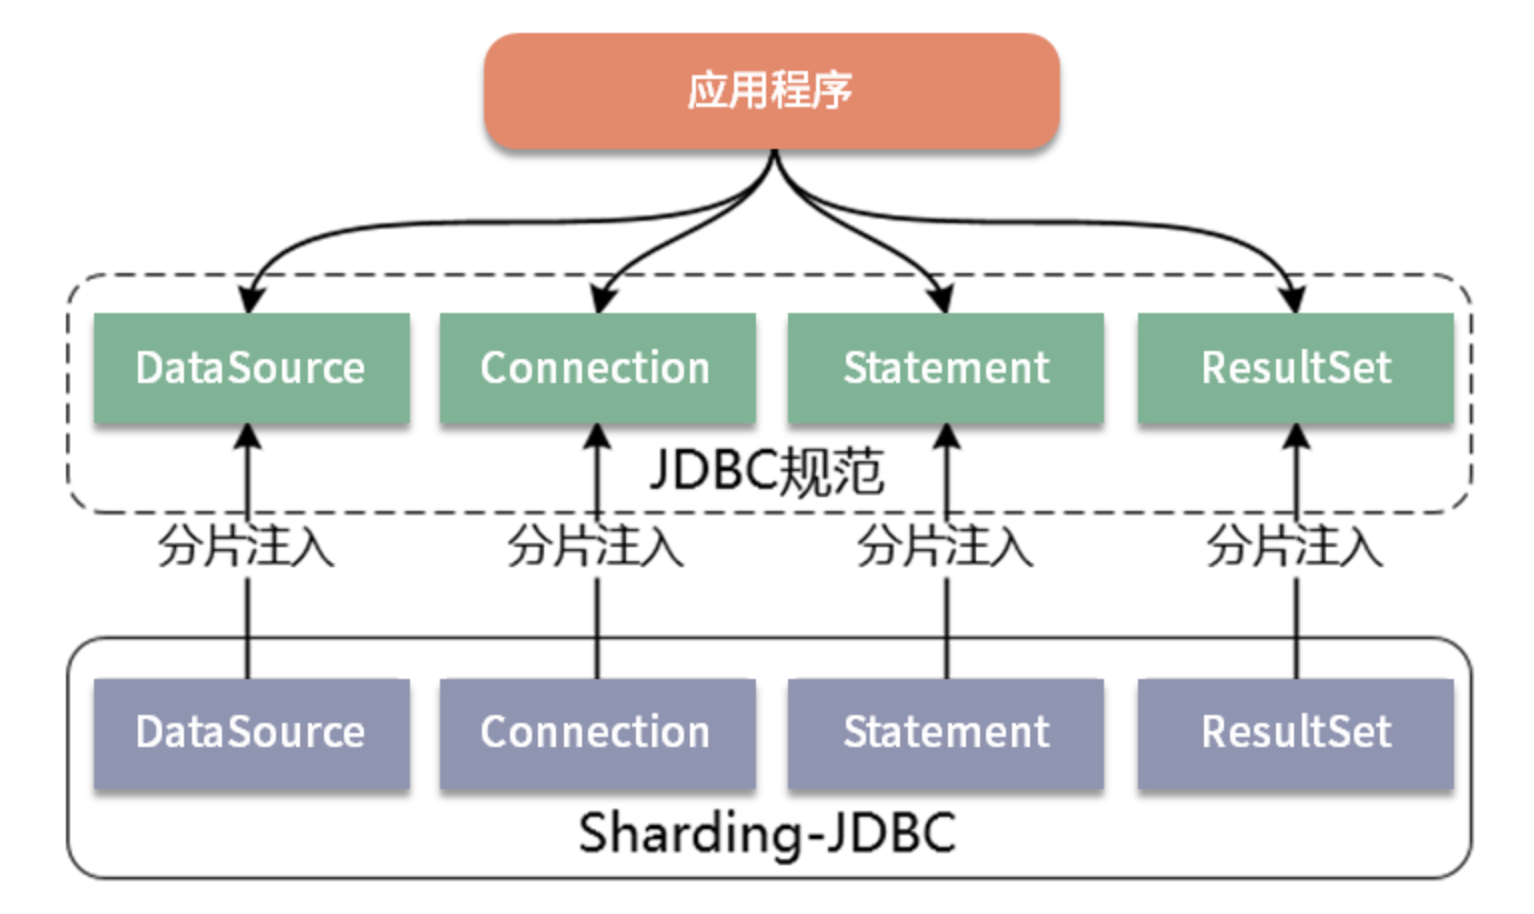 应用程序
DataSource
Connection
Statement
ResultSet
JDBC规范
分片注入
分片注入
分片注入
分片注入
DataSource
Connection
Statement
ResultSet
Sharding-JDBC